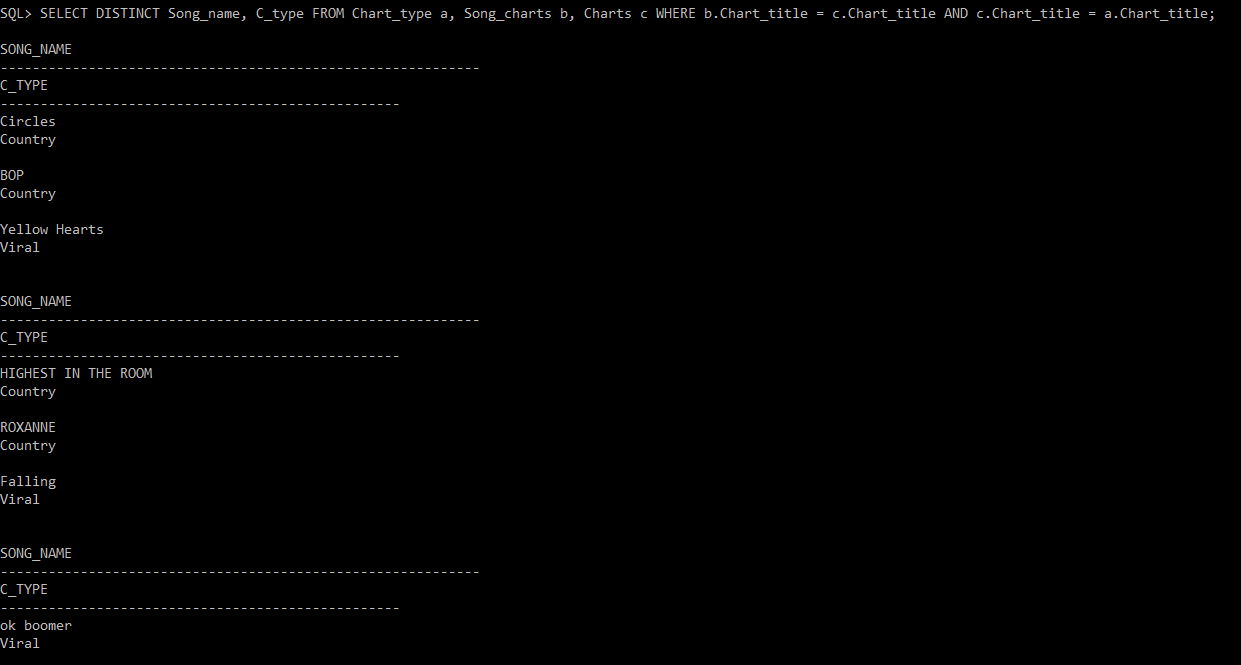 SQL> SELECT DISTINCT Song_name, C_type FROM Chart_type a, Song_charts b, Charts c WHERE b.Chart_title = c.Chart_title AND c.Chart_title = a.Chart_title;
SONG_NAME
------------------------------------------------------------
C_TYPE
--------------------------------------------------
Circles
Country
BOP
Country
Yellow Hearts
Viral
SONG_NAME
------------------------------------------------------------
C_TYPE
--------------------------------------------------
HIGHEST IN THE ROOM
Country
ROXANNE
Country
Falling
Viral
SONG_NAME
------------------------------------------------------------
C_TYPE
--------------------------------------------------
ok boomer
Viral